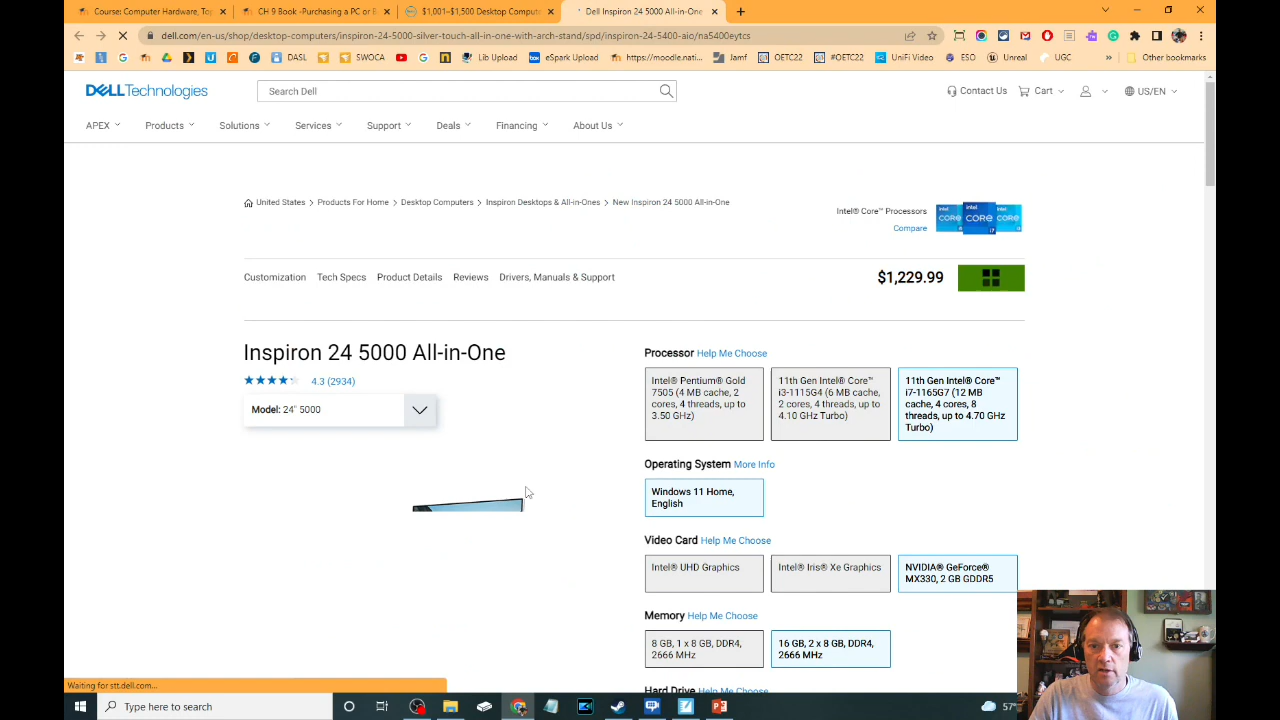 Course: Computer Hardware, Top
CH 9 Book -Purchasing a PC or B
$1,001–$1,500 Desktop Compute
Dell Inspiron 24 5000 All-in-One
dell.com/en-us/shop/desktop-computers/inspiron-24-5000-silver-touch-all-in-one-with-arch-stand/spd/inspiron-24-5400-aio/na5400eytcs
DASL
SWOCA
Lib Upload
eSpark Upload
https://moodle.nati...
Jamf
OETC22
#OETC22
UniFi Video
ESO
Unreal
UGC
»
Other bookmarks
DELLTechnologies
Search Dell
Contact Us
Cart
US/EN
APEX
Products
Solutions
Services
Support
Deals
Financing
About Us
United States > Products For Home > Desktop Computers > Inspiron Desktops & All-in-Ones > New Inspiron 24 5000 All-in-One
Intel® Core™ Processors
Compare
intel
CORE
intel
CORE
i7
intel
CORE
Customization
Tech Specs
Product Details
Reviews
Drivers, Manuals & Support
$1,229.99
Inspiron 24 5000 All-in-One
4.3 (2934)
Model: 24" 5000
Processor Help Me Choose
Intel® Pentium® Gold
7505 (4 MB cache, 2
cores, 4 threads, up to
3.50 GHz)
11th Gen Intel® Core™
i3-1115G4 (6 MB cache,
2 cores, 4 threads, up
to 4.10 GHz Turbo)
11th Gen Intel® Core™
i7-1165G7 (12 MB
cache, 4 cores, 8
threads, up to 4.70 GHz
Turbo)
Operating System More Info
Windows 11 Home,
English
Video Card Help Me Choose
Intel® UHD Graphics
Intel® Iris® Xe Graphics
NVIDIA® GeForce®
MX330, 2 GB GDDR5
Memory Help Me Choose
8 GB, 1 x 8 GB, DDR4,
2666 MHz
16 GB, 2 x 8 GB, DDR4,
2666 MHz
Hard Drive Help Me Choose
Waiting for stt.dell.com...
Type here to search
57°